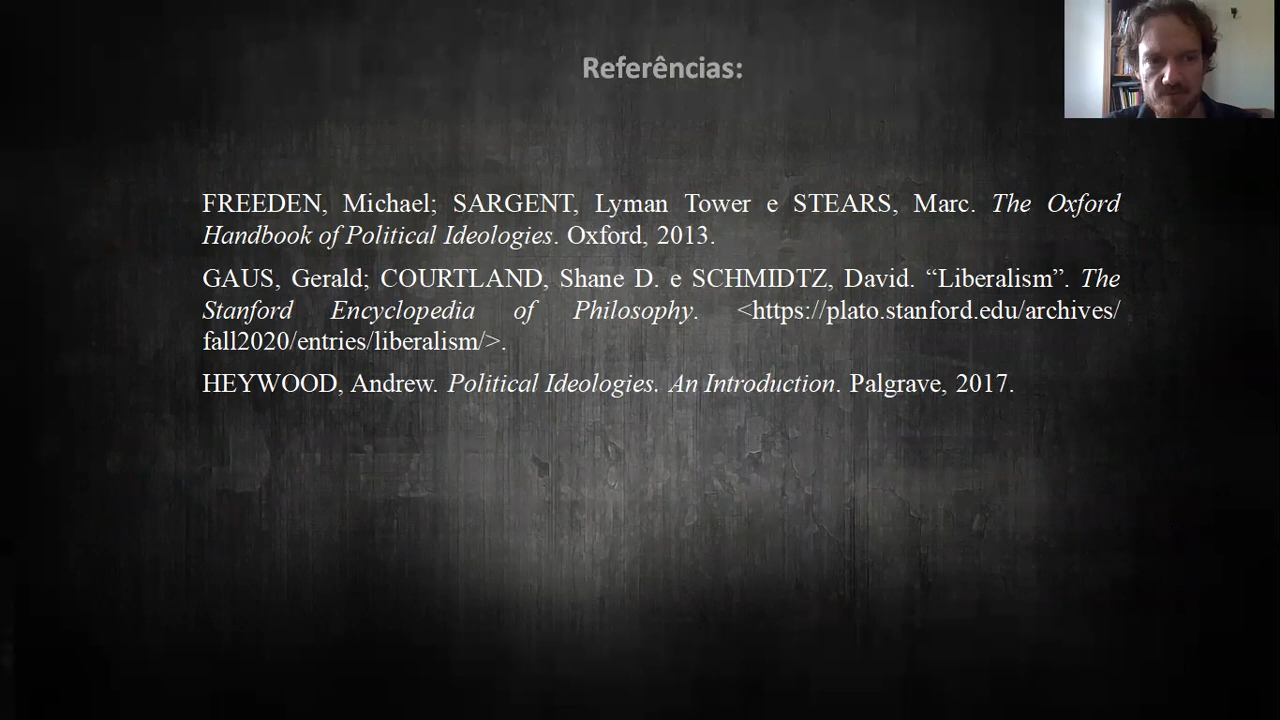 Referências:
FREEDEN, Michael; SARGENT, Lyman Tower e STEARS, Marc. The Oxford
Handbook of Political Ideologies. Oxford, 2013.
GAUS, Gerald; COURTLAND, Shane D. e SCHMIDTZ, David. “Liberalism”. The
Stanford Encyclopedia of Philosophy. <https://plato.stanford.edu/archives/
fall2020/entries/liberalism/>.
HEYWOOD, Andrew. Political Ideologies. An Introduction. Palgrave, 2017.